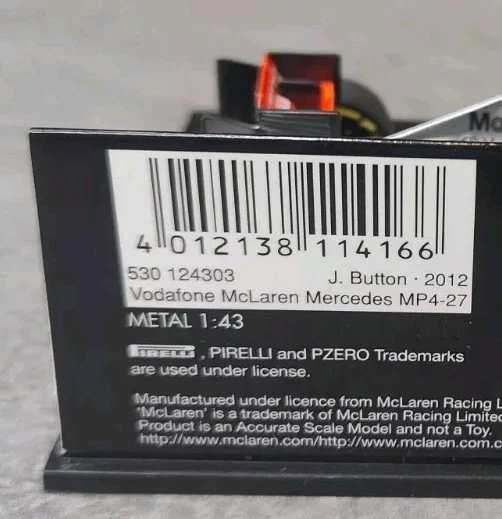 Mc
4 012138 114166
530 124303 J. Button · 2012
Vodafone McLaren Mercedes MP4-27
METAL 1:43
PIRELLI, PIRELLI and PZERO Trademarks
are used under license.
Manufactured under licence from McLaren Racing L
'McLaren' is a trademark of McLaren Racing Limited
Product is an Accurate Scale Model and not a Toy.
http://www.mclaren.com/http://www.mclaren.com.c